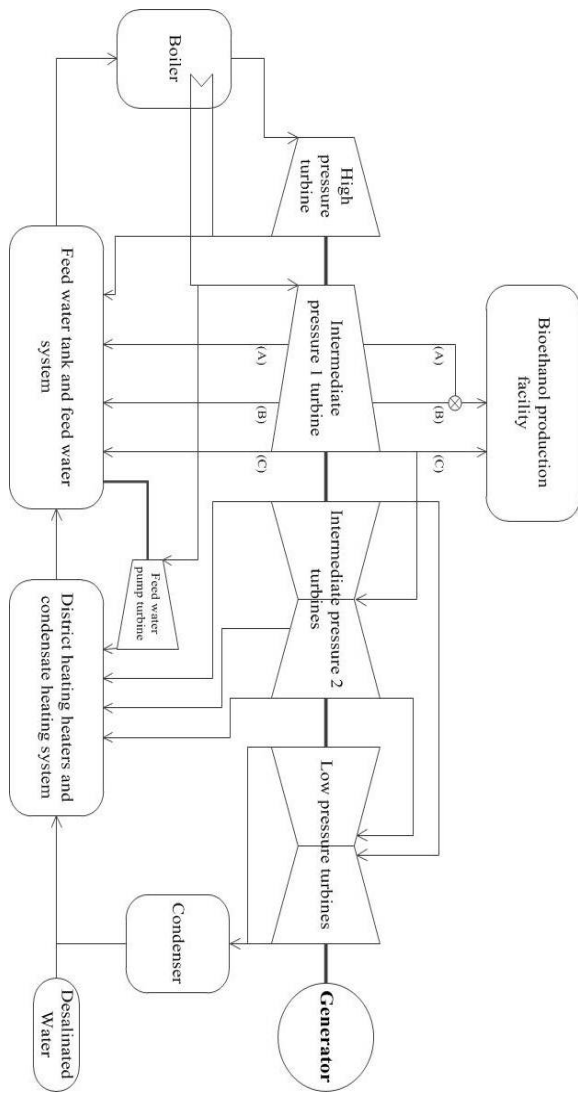 Bioethanol production
facility
(A)
(B)
(C)
Boiler
High
pressure
turbine
Intermediate
pressure 1 turbine
Intermediate pressure 2
turbines
Low pressure turbines
Generator
(A)
(B)
(C)
Feed water
pump turbine
Condenser
Feed water tank and feed water
system
District heating heaters and
condensate heating system
Desalinated
Water